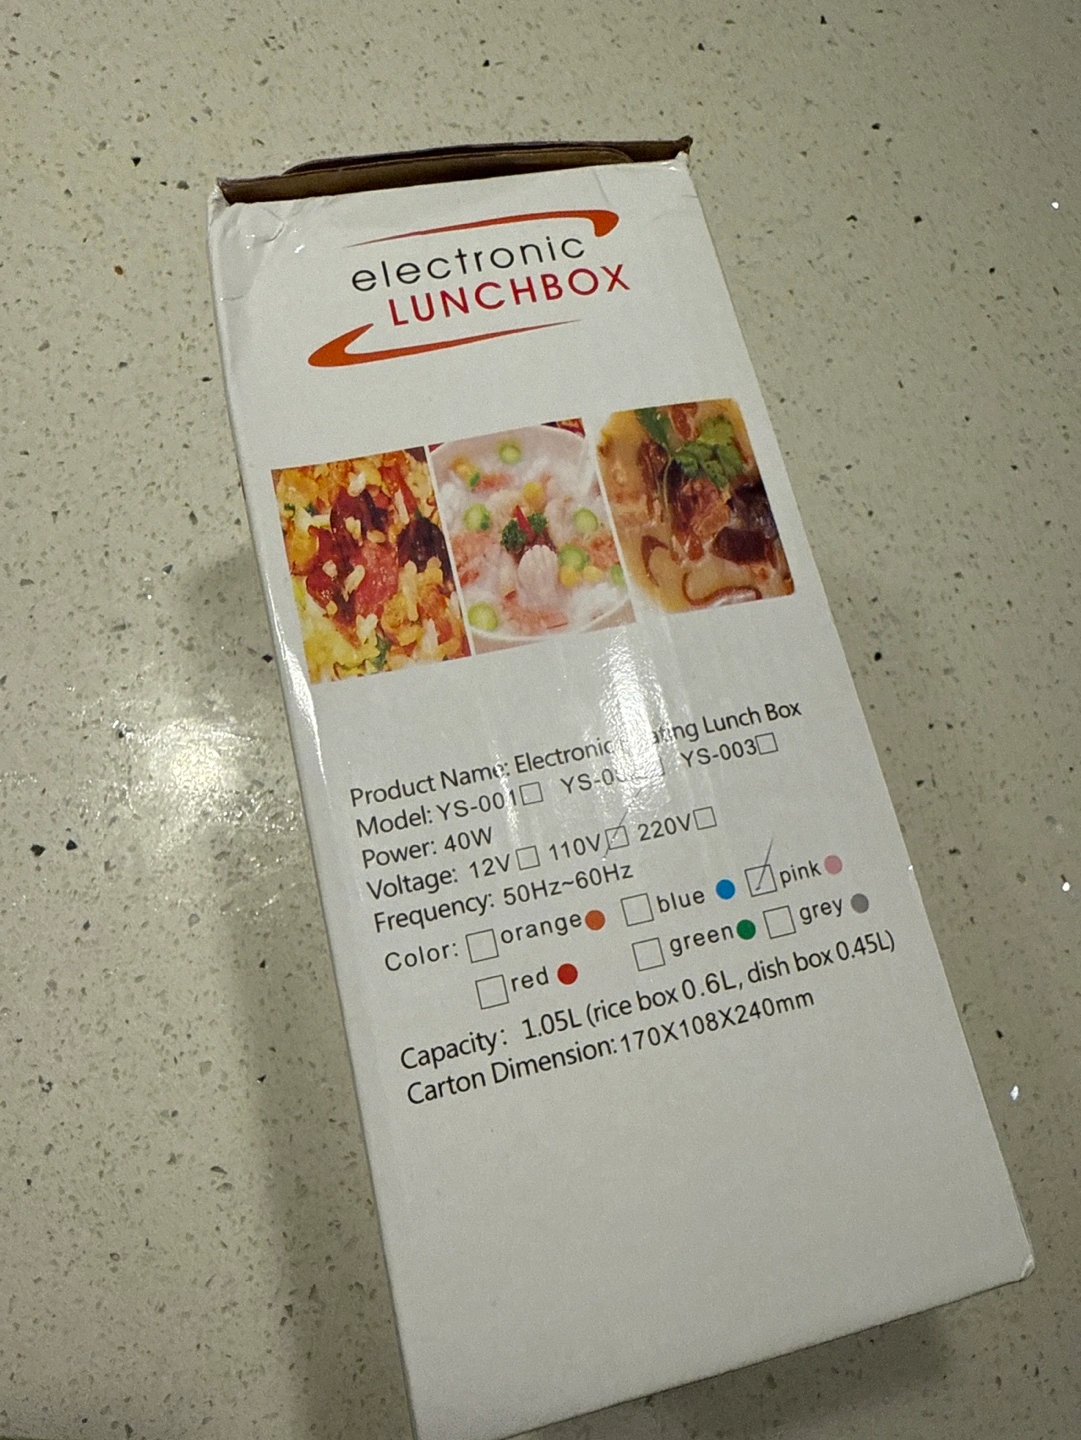 electronic
LUNCHBOX
Product Name: Electronic Lunch Box
Model: YS-001□ YS-003□
Power: 40W
Voltage: 12V □ 110V☑ 220V□
Frequency: 50Hz~60Hz
Color: □ orange □ blue ☑ pink
□ red □ green □ grey
Capacity: 1.05L (rice box 0.6L, dish box 0.45L)
Carton Dimension: 170X108X240mm